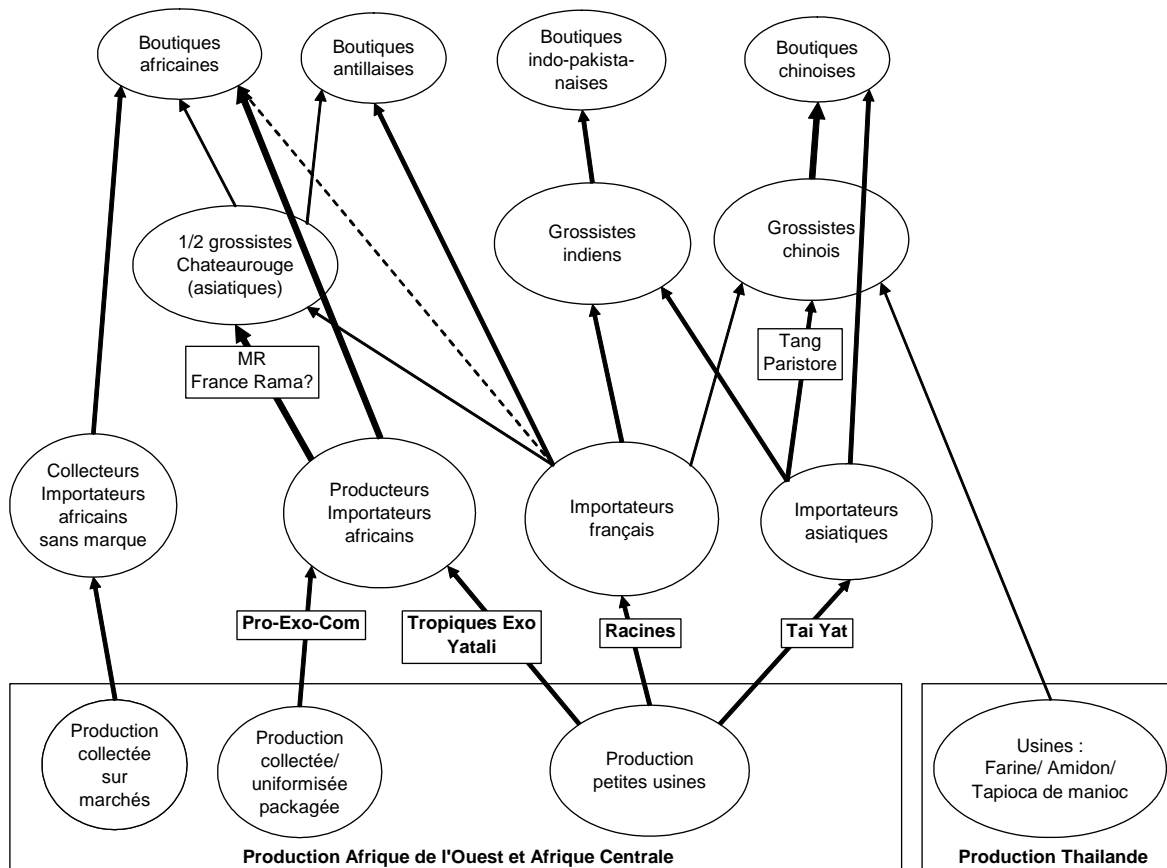 Boutiques
africaines
Boutiques
antillaises
Boutiques
indo-pakista-
naises
Boutiques
chinoises
1/2 grossistes
Chateaurouge
(asiatiques)
Grossistes
indiens
Grossistes
chinois
MR
France Rama?
Tang
Paristore
Collecteurs
Importateurs
africains
sans marque
Producteurs
Importateurs
africains
Importateurs
français
Importateurs
asiatiques
Pro-Exo-Com
Tropiques Exo
Yatali
Racines
Tai Yat
Production
collectée
sur
marchés
Production
collectée/
uniformisée
packagée
Production
petites usines
Usines :
Farine/ Amidon/
Tapioca de manioc
Production Afrique de l'Ouest et Afrique Centrale
Production Thailande